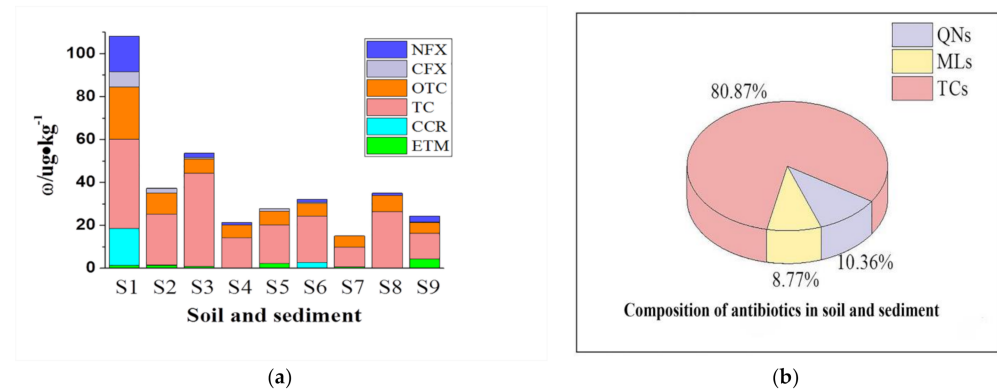 100
80
60
40
20
0
ω/ug•kg-1
NFX
CFX
OTC
TC
CCR
ETM
S1 S2 S3 S4 S5 S6 S7 S8 S9
Soil and sediment
(a)
QNs
MLs
TCs
80.87%
10.36%
8.77%
Composition of antibiotics in soil and sediment
(b)